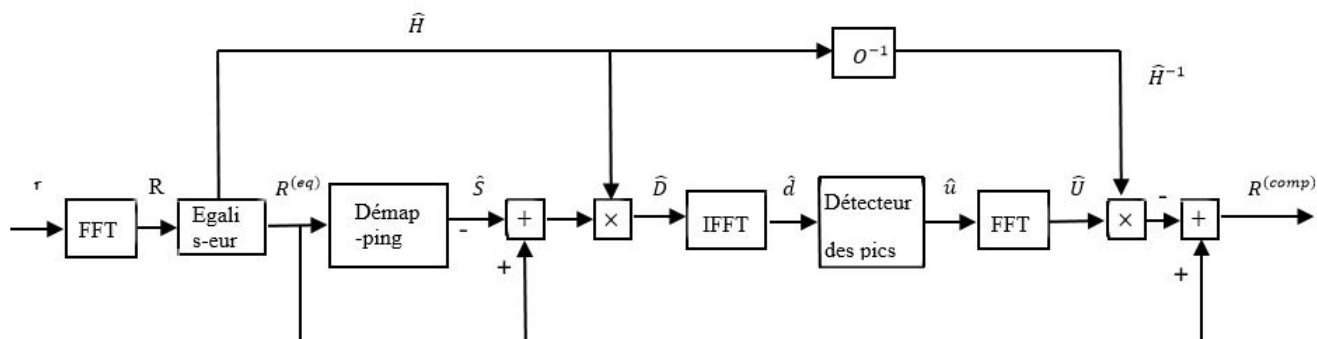 Ĥ
O⁻¹
Ĥ⁻¹
r
R
R⁽ᵉq⁾
Ŝ
D̂
d̂
û
Û
R⁽ᶜᵒᵐᵖ⁾
FFT
Egali
s-eur
Démap
-ping
-
+
+
×
IFFT
Détecteur
des pics
FFT
×
-
+
+